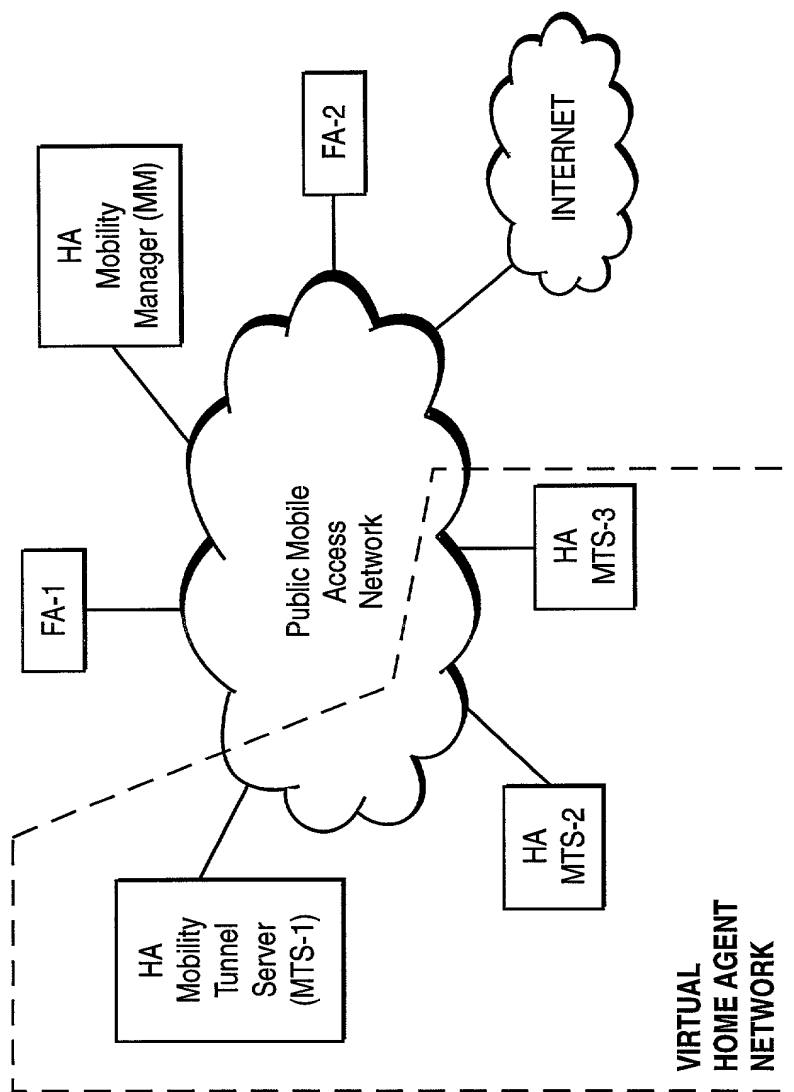 HA
Mobility
Tunnel
Server
(MTS-1)
FA-1
HA
Mobility
Manager (MM)
FA-2
Public Mobile
Access
Network
INTERNET
HA
MTS-2
HA
MTS-3
VIRTUAL
HOME AGENT
NETWORK